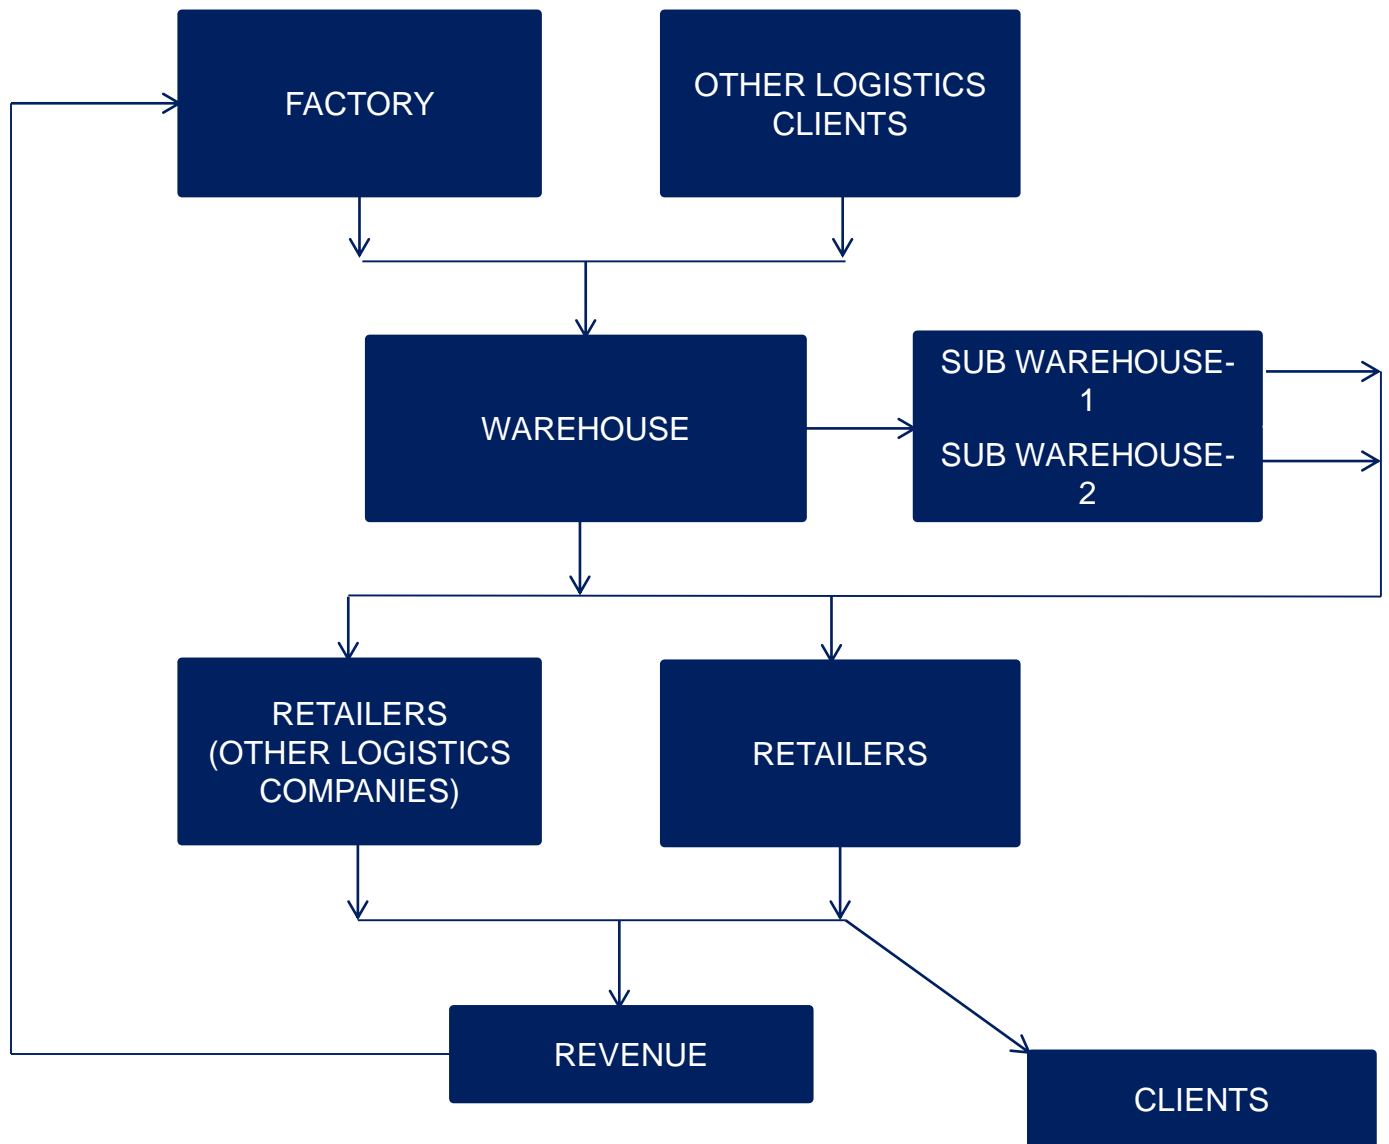 FACTORY
OTHER LOGISTICS
CLIENTS
WAREHOUSE
SUB WAREHOUSE-
1
SUB WAREHOUSE-
2
RETAILERS
(OTHER LOGISTICS
COMPANIES)
RETAILERS
REVENUE
CLIENTS